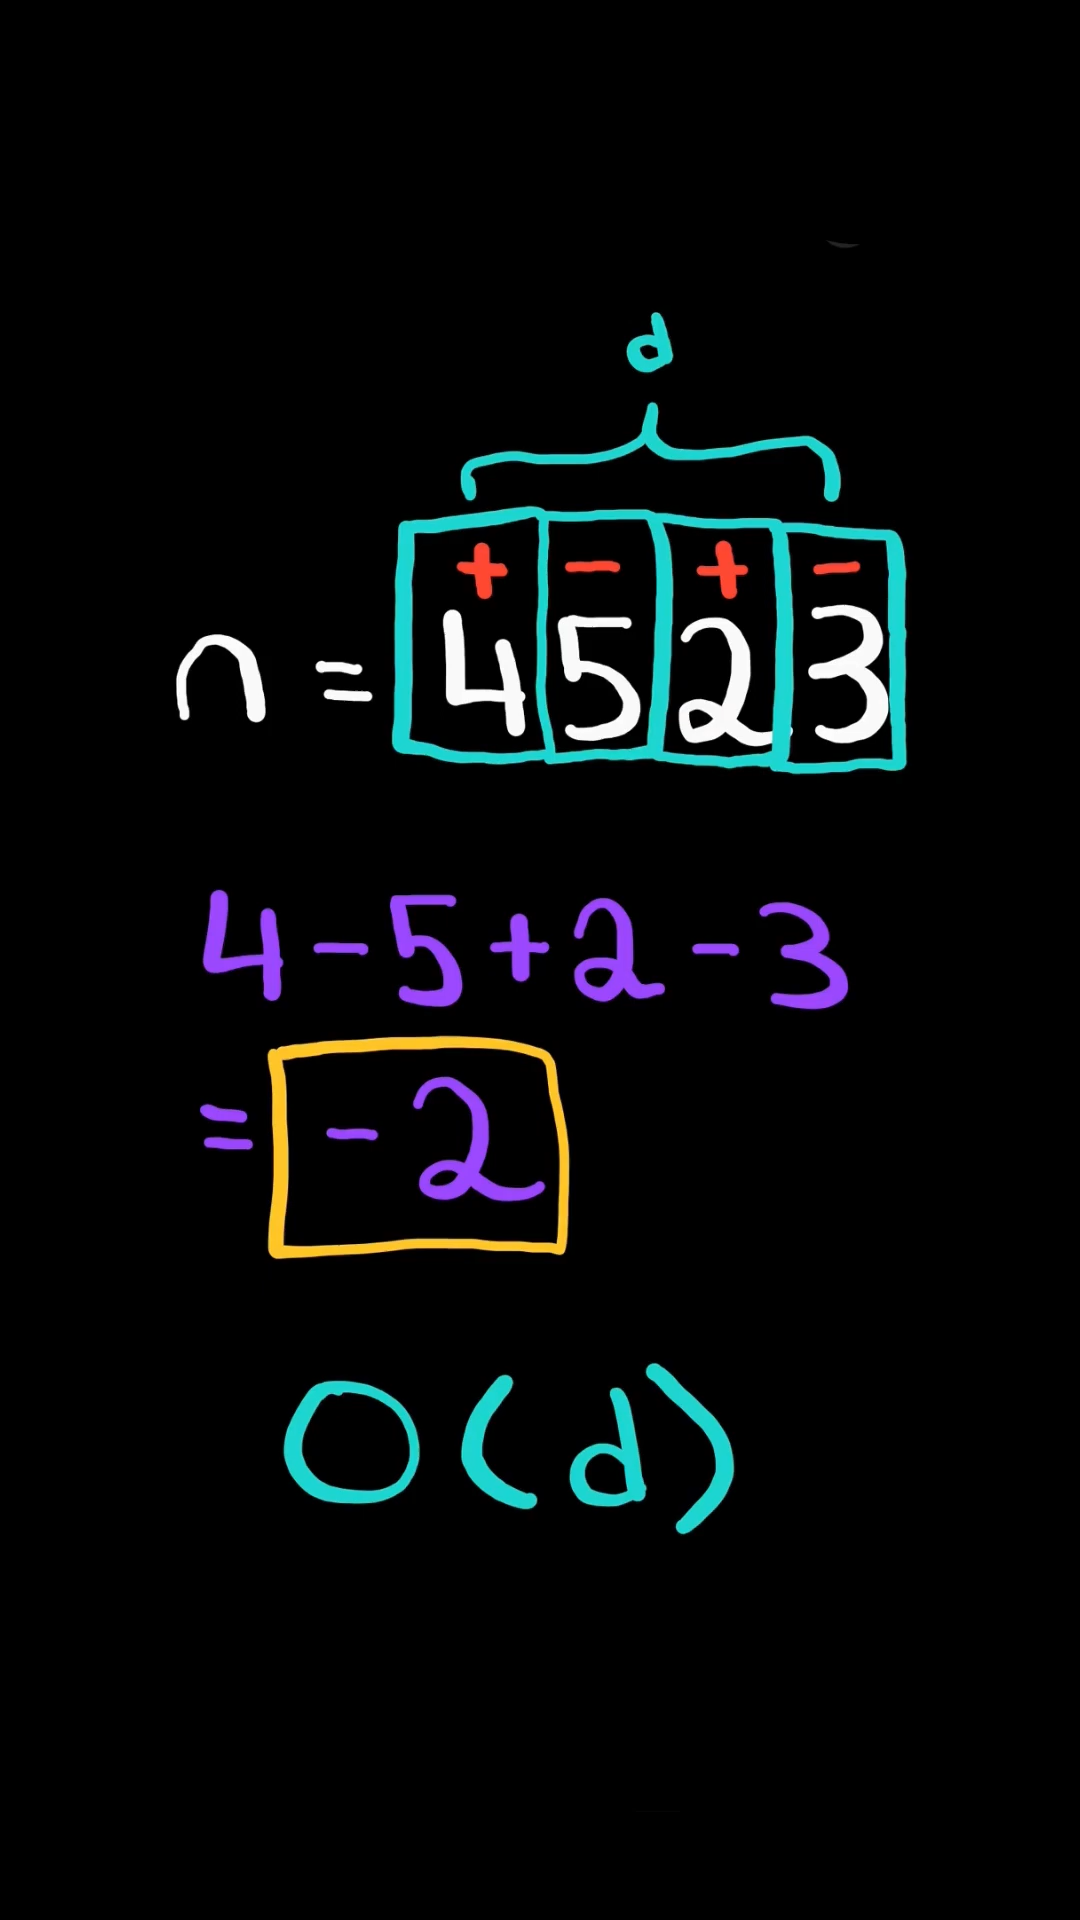 d
+ - + -
n = 4523
4-5+2-3
= -2
O(d)